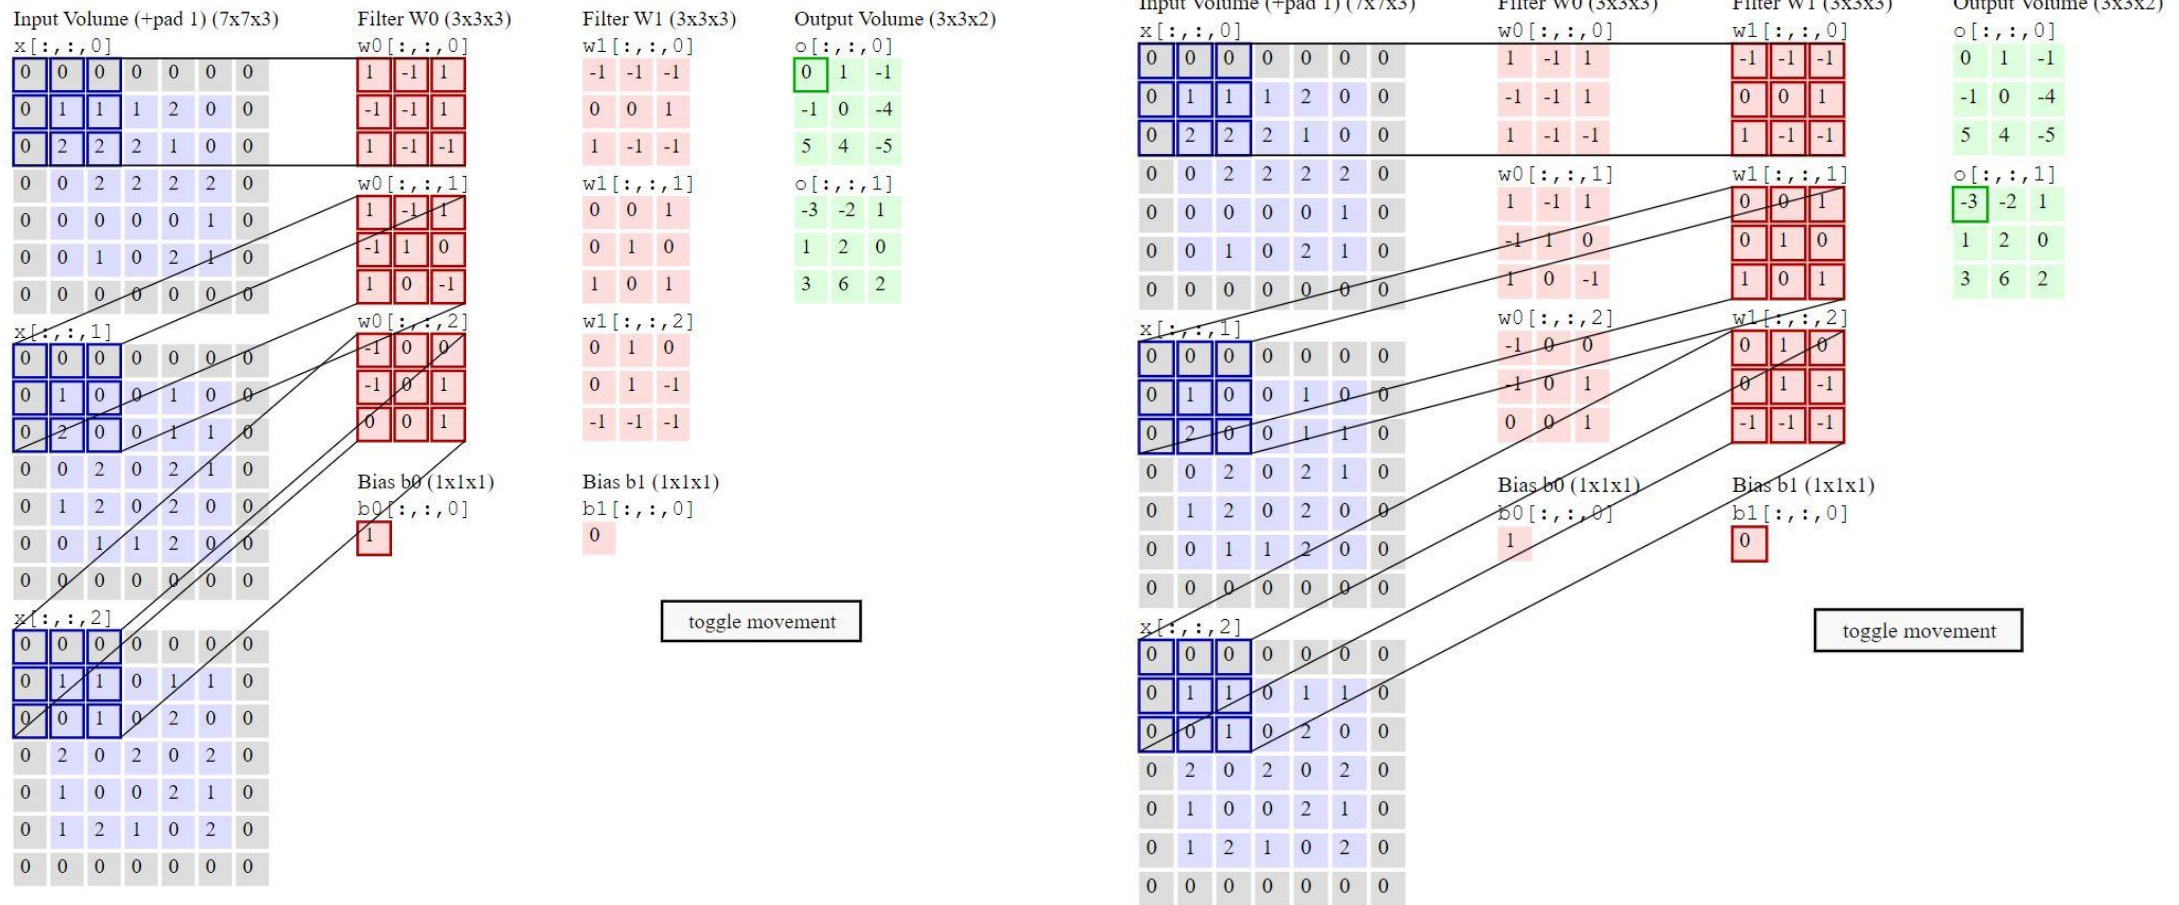 Input Volume (+pad 1) (7x7x3)
x[:,:,0]
0 0 0 0 0 0 0
0 1 1 1 2 0 0
0 2 2 2 1 0 0
0 0 2 2 2 2 0
0 0 0 0 0 1 0
0 0 1 0 2 1 0
0 0 0 0 0 0 0
x[:,:,1]
0 0 0 0 0 0 0
0 1 0 0 1 0 0
0 2 0 0 1 1 0
0 0 2 0 2 1 0
0 1 2 0 2 0 0
0 0 1 1 2 0 0
0 0 0 0 0 0 0
x[:,:,2]
0 0 0 0 0 0 0
0 1 1 0 1 1 0
0 0 1 0 2 0 0
0 2 0 2 0 2 0
0 1 0 0 2 1 0
0 1 2 1 0 2 0
0 0 0 0 0 0 0
Filter W0 (3x3x3)
w0[:,:,0]
1 -1 1
-1 -1 1
1 -1 -1
w0[:,:,1]
1 -1 1
-1 1 0
1 0 -1
w0[:,:,2]
-1 0 0
-1 0 1
0 0 1
Bias b0 (1x1x1)
b0[:,:,0]
1
Filter W1 (3x3x3)
w1[:,:,0]
-1 -1 -1
0 0 1
1 -1 -1
w1[:,:,1]
0 0 1
0 1 0
1 0 1
w1[:,:,2]
0 1 0
0 1 -1
-1 -1 -1
Bias b1 (1x1x1)
b1[:,:,0]
0
Output Volume (3x3x2)
o[:,:,0]
0 1 -1
-1 0 -4
5 4 -5
o[:,:,1]
-3 -2 1
1 2 0
3 6 2
toggle movement
Input Volume (+pad 1) (7x7x3)
x[:,:,0]
0 0 0 0 0 0 0
0 1 1 1 2 0 0
0 2 2 2 1 0 0
0 0 2 2 2 2 0
0 0 0 0 0 1 0
0 0 1 0 2 1 0
0 0 0 0 0 0 0
x[:,:,1]
0 0 0 0 0 0 0
0 1 0 0 1 0 0
0 2 0 0 1 1 0
0 0 2 0 2 1 0
0 1 2 0 2 0 0
0 0 1 1 2 0 0
0 0 0 0 0 0 0
x[:,:,2]
0 0 0 0 0 0 0
0 1 1 0 1 1 0
0 0 1 0 2 0 0
0 2 0 2 0 2 0
0 1 0 0 2 1 0
0 1 2 1 0 2 0
0 0 0 0 0 0 0
Filter W0 (3x3x3)
w0[:,:,0]
1 -1 1
-1 -1 1
1 -1 -1
w0[:,:,1]
1 -1 1
-1 1 0
1 0 -1
w0[:,:,2]
-1 0 0
-1 0 1
0 0 1
Bias b0 (1x1x1)
b0[:,:,0]
1
Filter W1 (3x3x3)
w1[:,:,0]
-1 -1 -1
0 0 1
1 -1 -1
w1[:,:,1]
0 0 1
0 1 0
1 0 1
w1[:,:,2]
0 1 0
0 1 -1
-1 -1 -1
Bias b1 (1x1x1)
b1[:,:,0]
0
Output Volume (3x3x2)
o[:,:,0]
0 1 -1
-1 0 -4
5 4 -5
o[:,:,1]
-3 -2 1
1 2 0
3 6 2
toggle movement